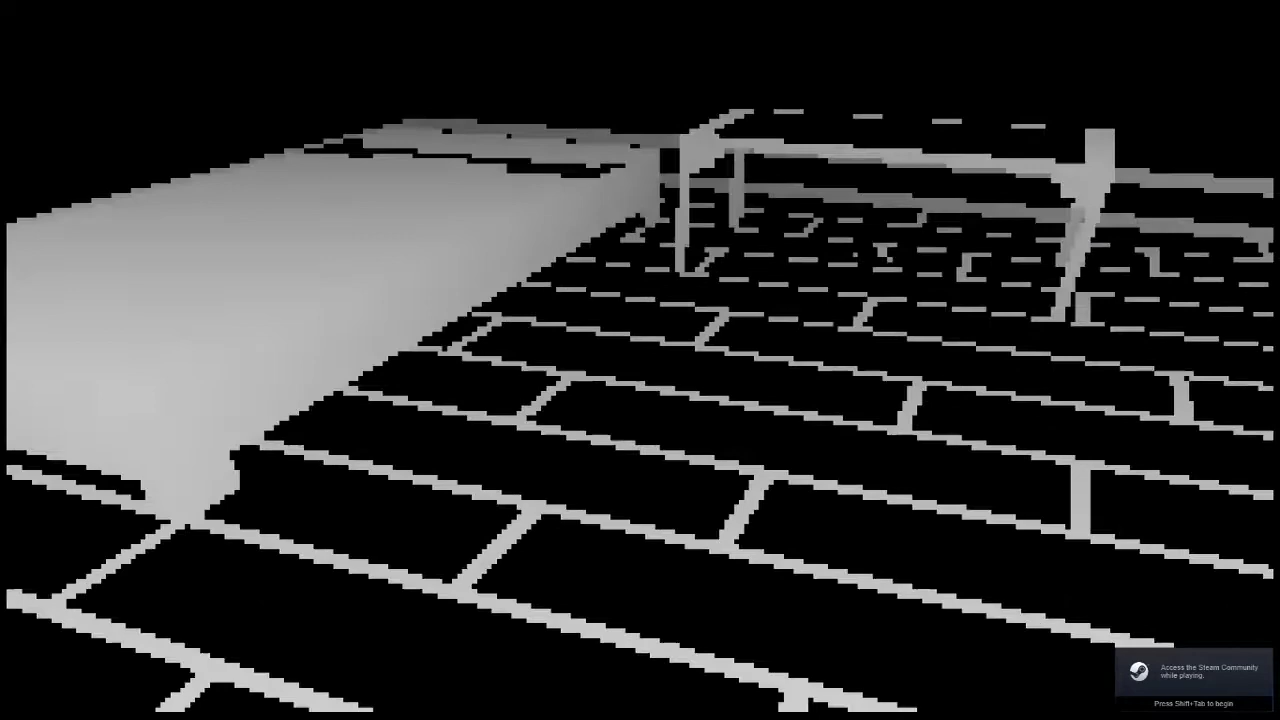 Access the Steam Community
while playing.
Press Shift+Tab to begin